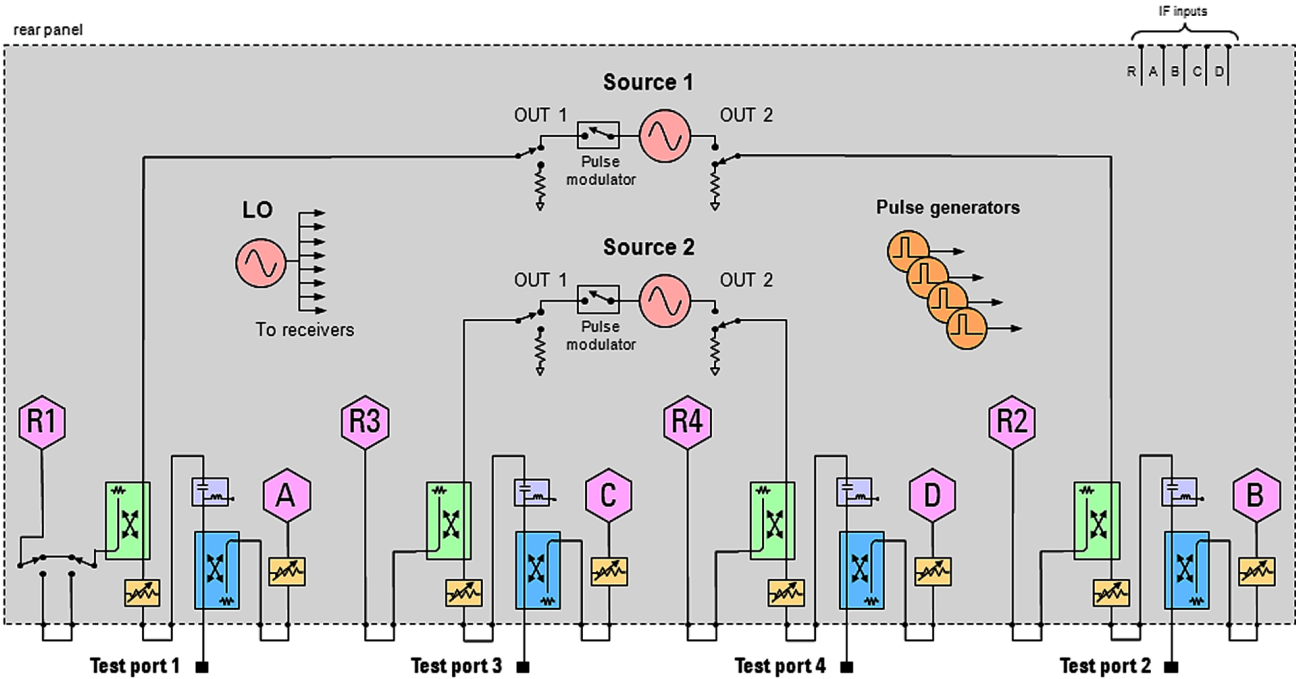 IF inputs
rear panel
R A B C D
Source 1
OUT 1
OUT 2
Pulse
modulator
LO
Pulse generators
Source 2
OUT 1
OUT 2
To receivers
Pulse
modulator
R1
R3
R4
R2
A
C
D
B
Test port 1
Test port 3
Test port 4
Test port 2